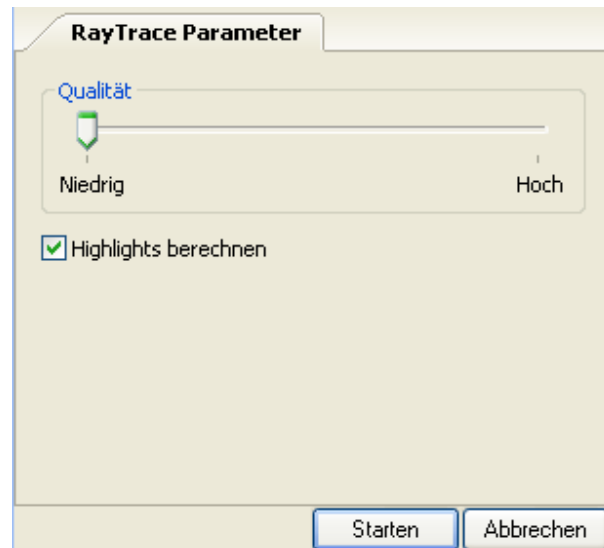 RayTrace Parameter
Qualität
Niedrig Hoch
Highlights berechnen
Starten Abbrechen